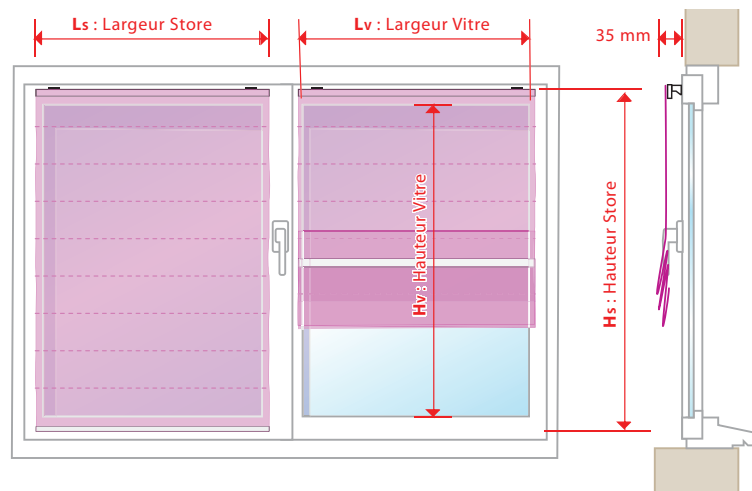 Ls : Largeur Store
Lv : Largeur Vitre
35 mm
Hv : Hauteur Vitre
Hs : Hauteur Store